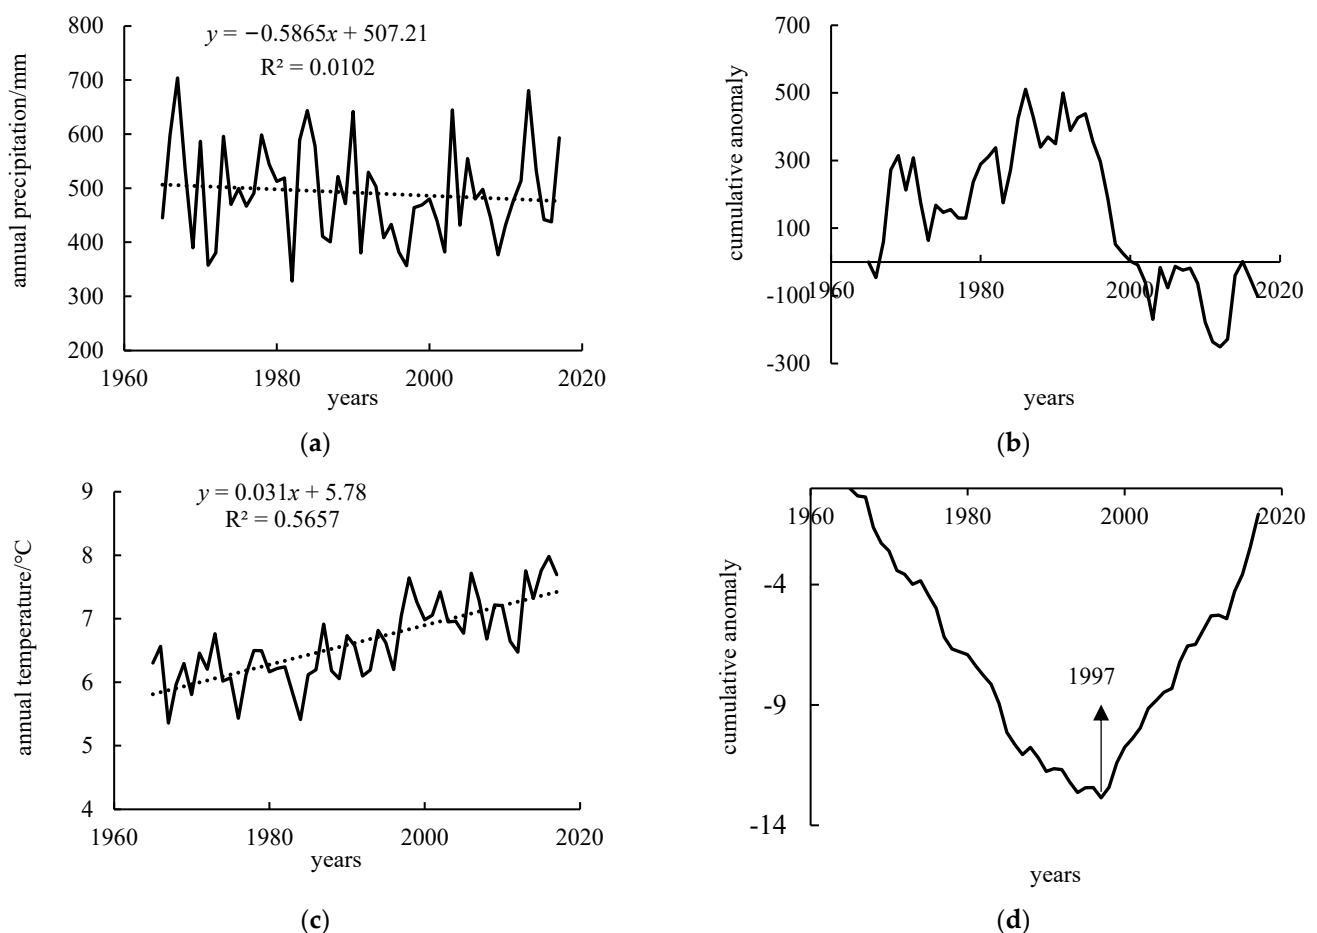 y = −0.5865x + 507.21
R² = 0.0102
annual precipitation/mm
800
700
600
500
400
300
200
1960 1980 2000 2020
years
(a)
cumulative anomaly
700
500
300
100
-100
-300
1960 1980 2000 2020
years
(b)
y = 0.031x + 5.78
R² = 0.5657
annual temperature/℃
9
8
7
6
5
4
1960 1980 2000 2020
years
(c)
1960 1980 2000 2020
cumulative anomaly
-4
-9
-14
1997
years
(d)